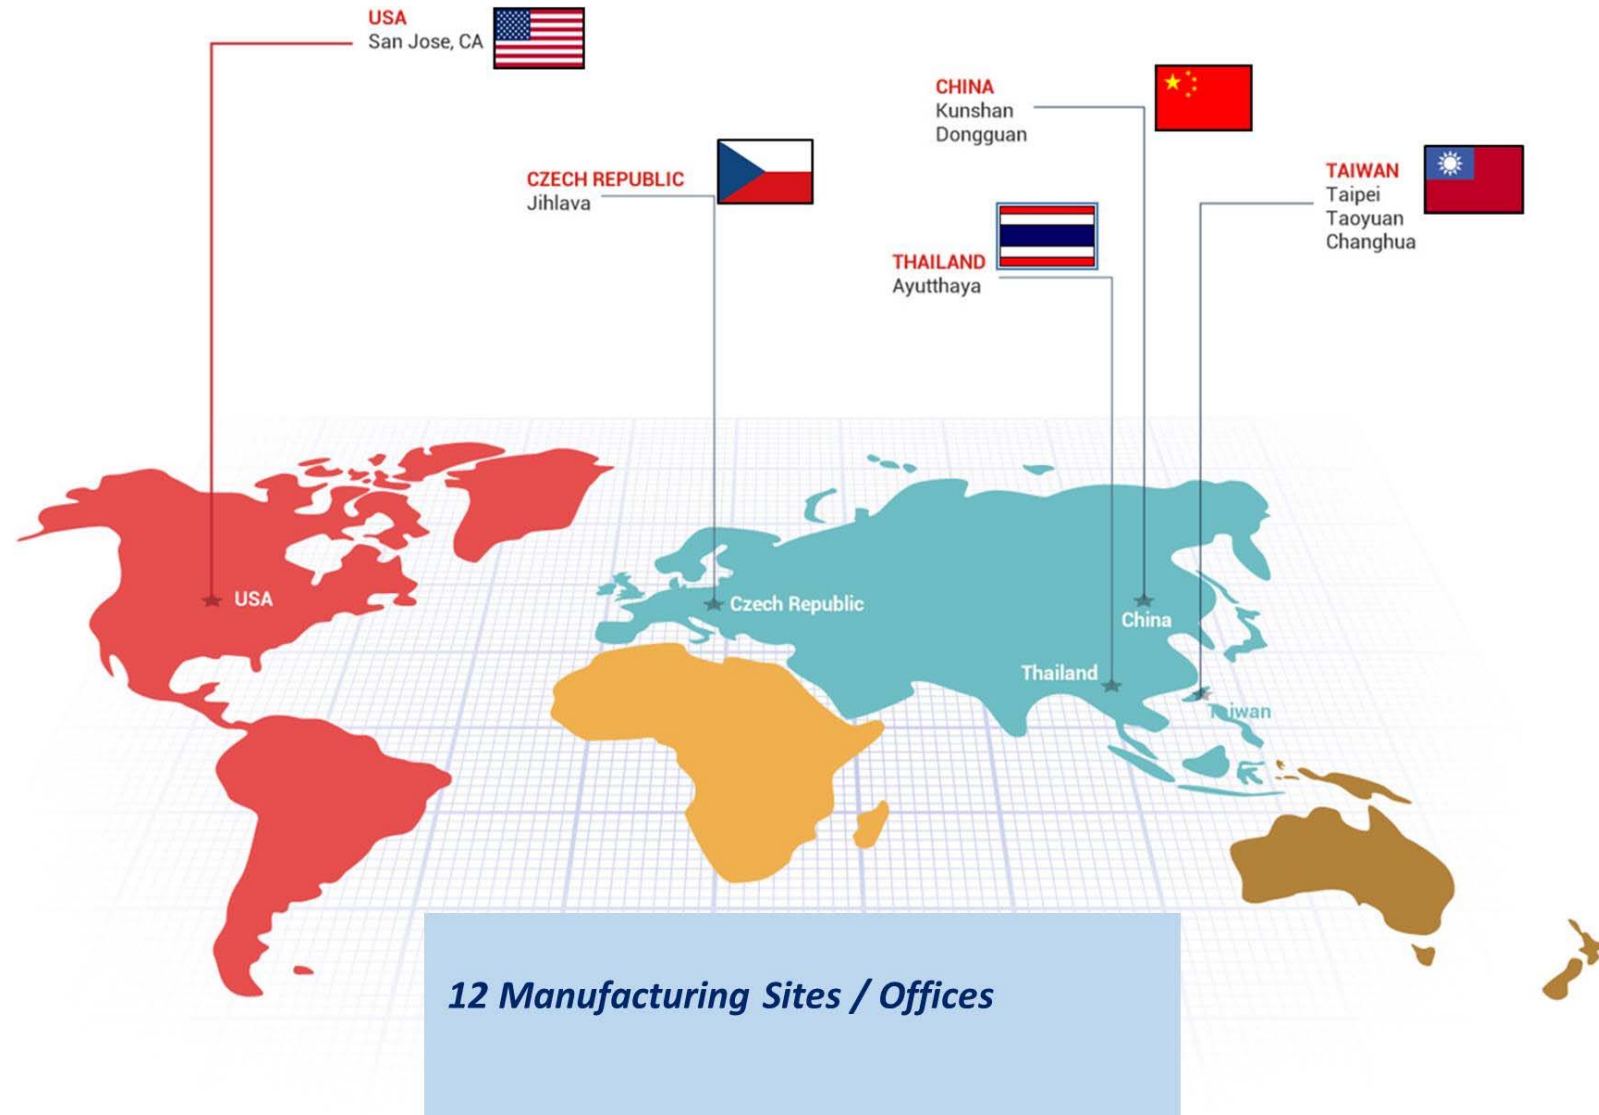 USA
San Jose, CA
CHINA
Kunshan
Dongguan
CZECH REPUBLIC
Jihlava
TAIWAN
Taipei
Taoyuan
Changhua
THAILAND
Ayutthaya
USA
Czech Republic
China
Thailand
Taiwan
12 Manufacturing Sites / Offices